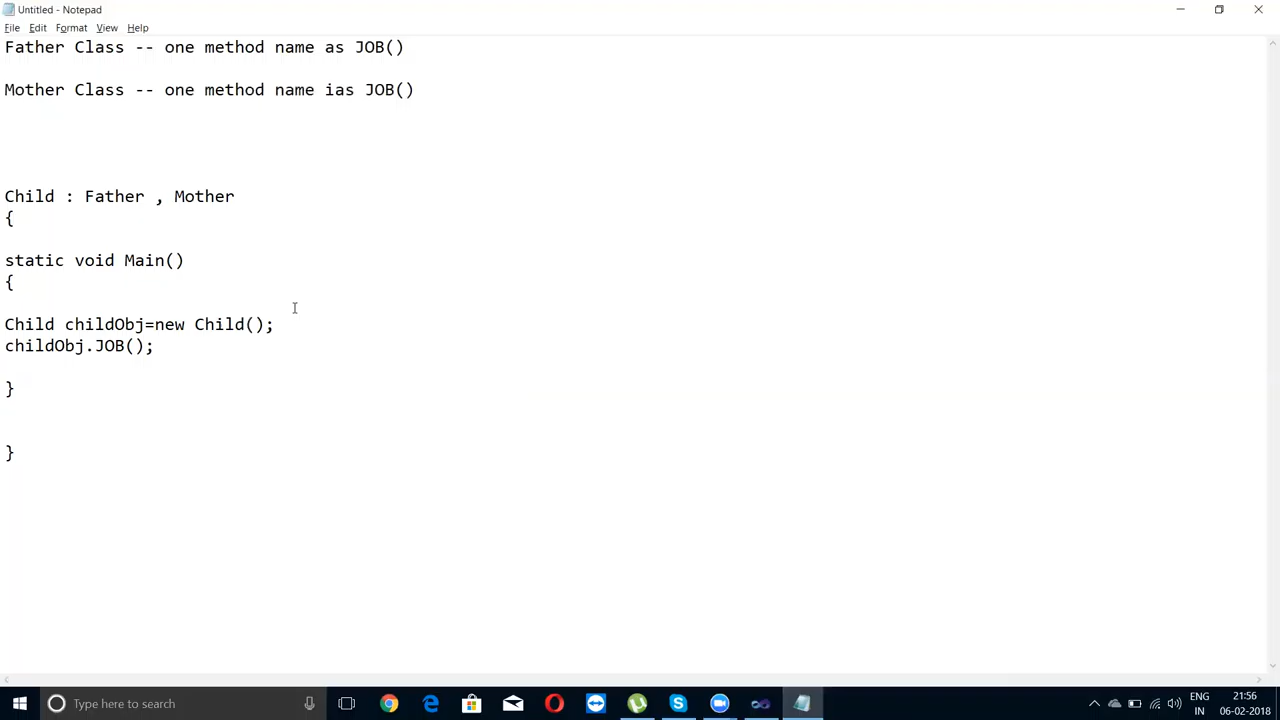 Untitled - Notepad
File Edit Format View Help
Father Class -- one method name as JOB()
Mother Class -- one method name ias JOB()
Child : Father , Mother
{
static void Main()
{
Child childObj=new Child();
childObj.JOB();
}
}
Type here to search
ENG
IN
21:56
06-02-2018